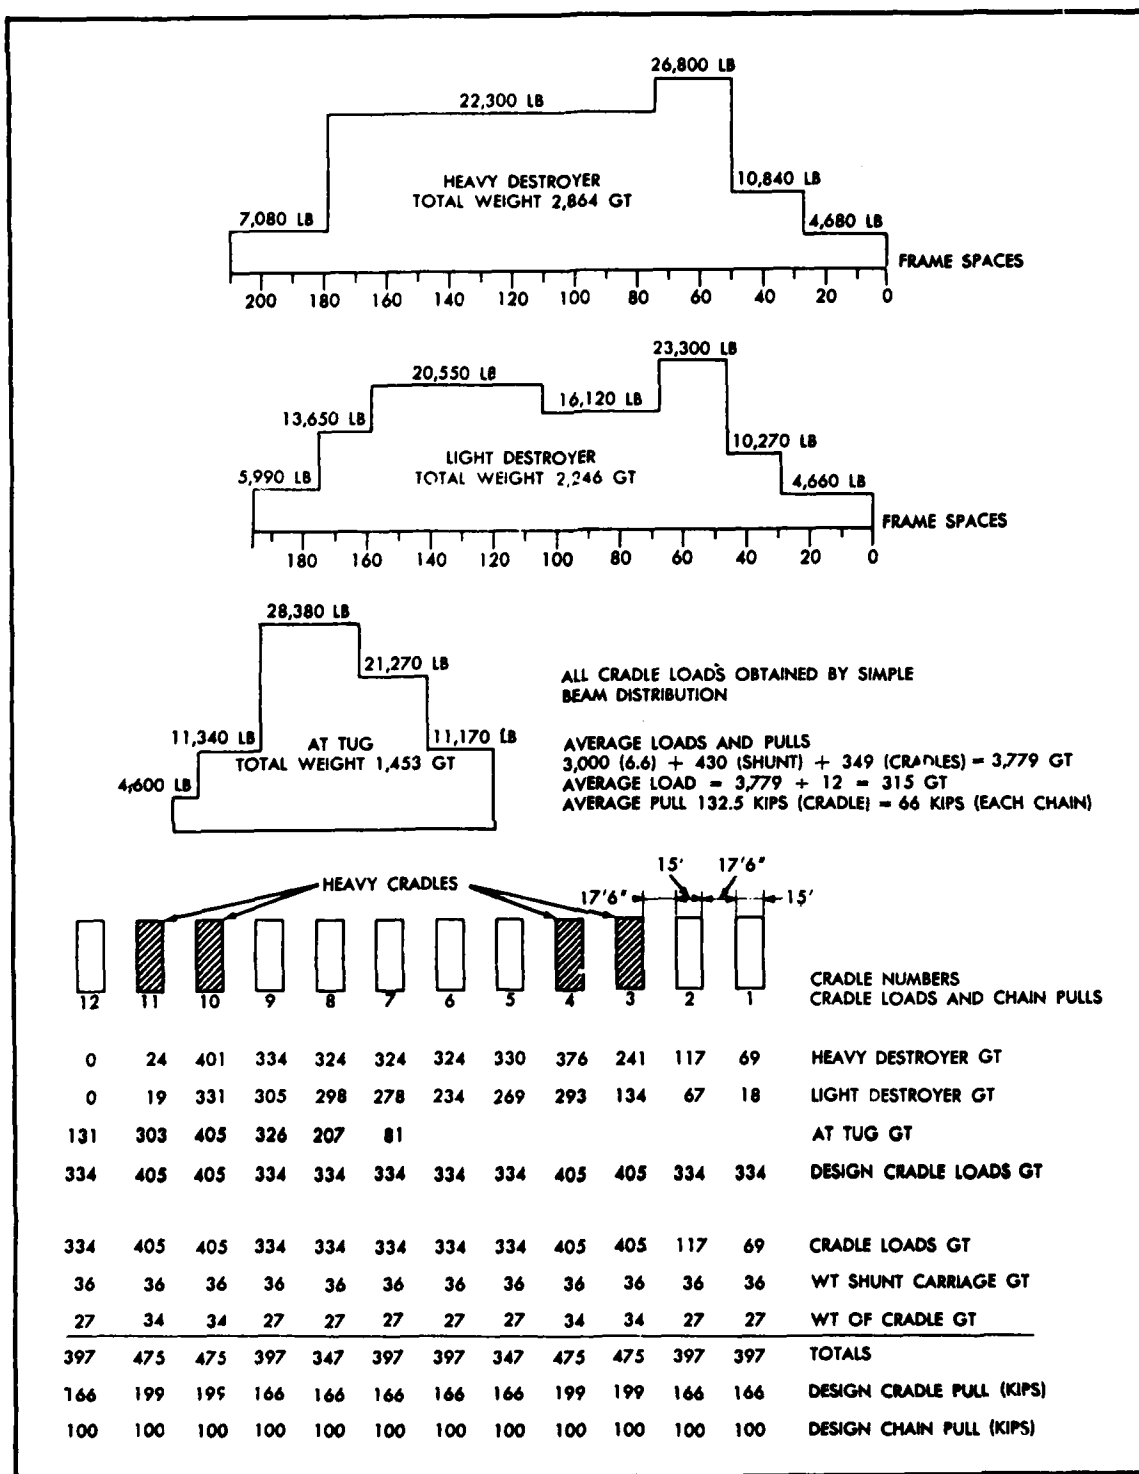 26,800 LB
22,300 LB
HEAVY DESTROYER
TOTAL WEIGHT 2,864 GT
10,840 LB
7,080 LB
4,680 LB
FRAME SPACES
200 180 160 140 120 100 80 60 40 20 0
23,300 LB
20,550 LB
16,120 LB
13,650 LB
10,270 LB
LIGHT DESTROYER
TOTAL WEIGHT 2,246 GT
5,990 LB
4,660 LB
FRAME SPACES
180 160 140 120 100 80 60 40 20 0
28,380 LB
21,270 LB
11,340 LB
AT TUG
TOTAL WEIGHT 1,453 GT
11,170 LB
4,600 LB
ALL CRADLE LOADS OBTAINED BY SIMPLE
BEAM DISTRIBUTION
AVERAGE LOADS AND PULLS
3,000 (6.6) + 430 (SHUNT) + 349 (CRADLES) = 3,779 GT
AVERAGE LOAD = 3,779 + 12 = 315 GT
AVERAGE PULL 132.5 KIPS (CRADLE) = 66 KIPS (EACH CHAIN)
HEAVY CRADLES
17'6" 15' 17'6" 15'
12 11 10 9 8 7 6 5 4 3 2 1
CRADLE NUMBERS
CRADLE LOADS AND CHAIN PULLS
0 24 401 334 324 324 324 330 376 241 117 69 HEAVY DESTROYER GT
0 19 331 305 298 278 234 269 293 134 67 18 LIGHT DESTROYER GT
131 303 405 326 207 81 AT TUG GT
334 405 405 334 334 334 334 334 405 405 334 334 DESIGN CRADLE LOADS GT
334 405 405 334 334 334 334 334 405 405 117 69 CRADLE LOADS GT
36 36 36 36 36 36 36 36 36 36 36 36 WT SHUNT CARRIAGE GT
27 34 34 27 27 27 27 27 34 34 27 27 WT OF CRADLE GT
397 475 475 397 347 397 397 347 475 475 397 397 TOTALS
166 199 199 166 166 166 166 166 199 199 166 166 DESIGN CRADLE PULL (KIPS)
100 100 100 100 100 100 100 100 100 100 100 100 DESIGN CHAIN PULL (KIPS)